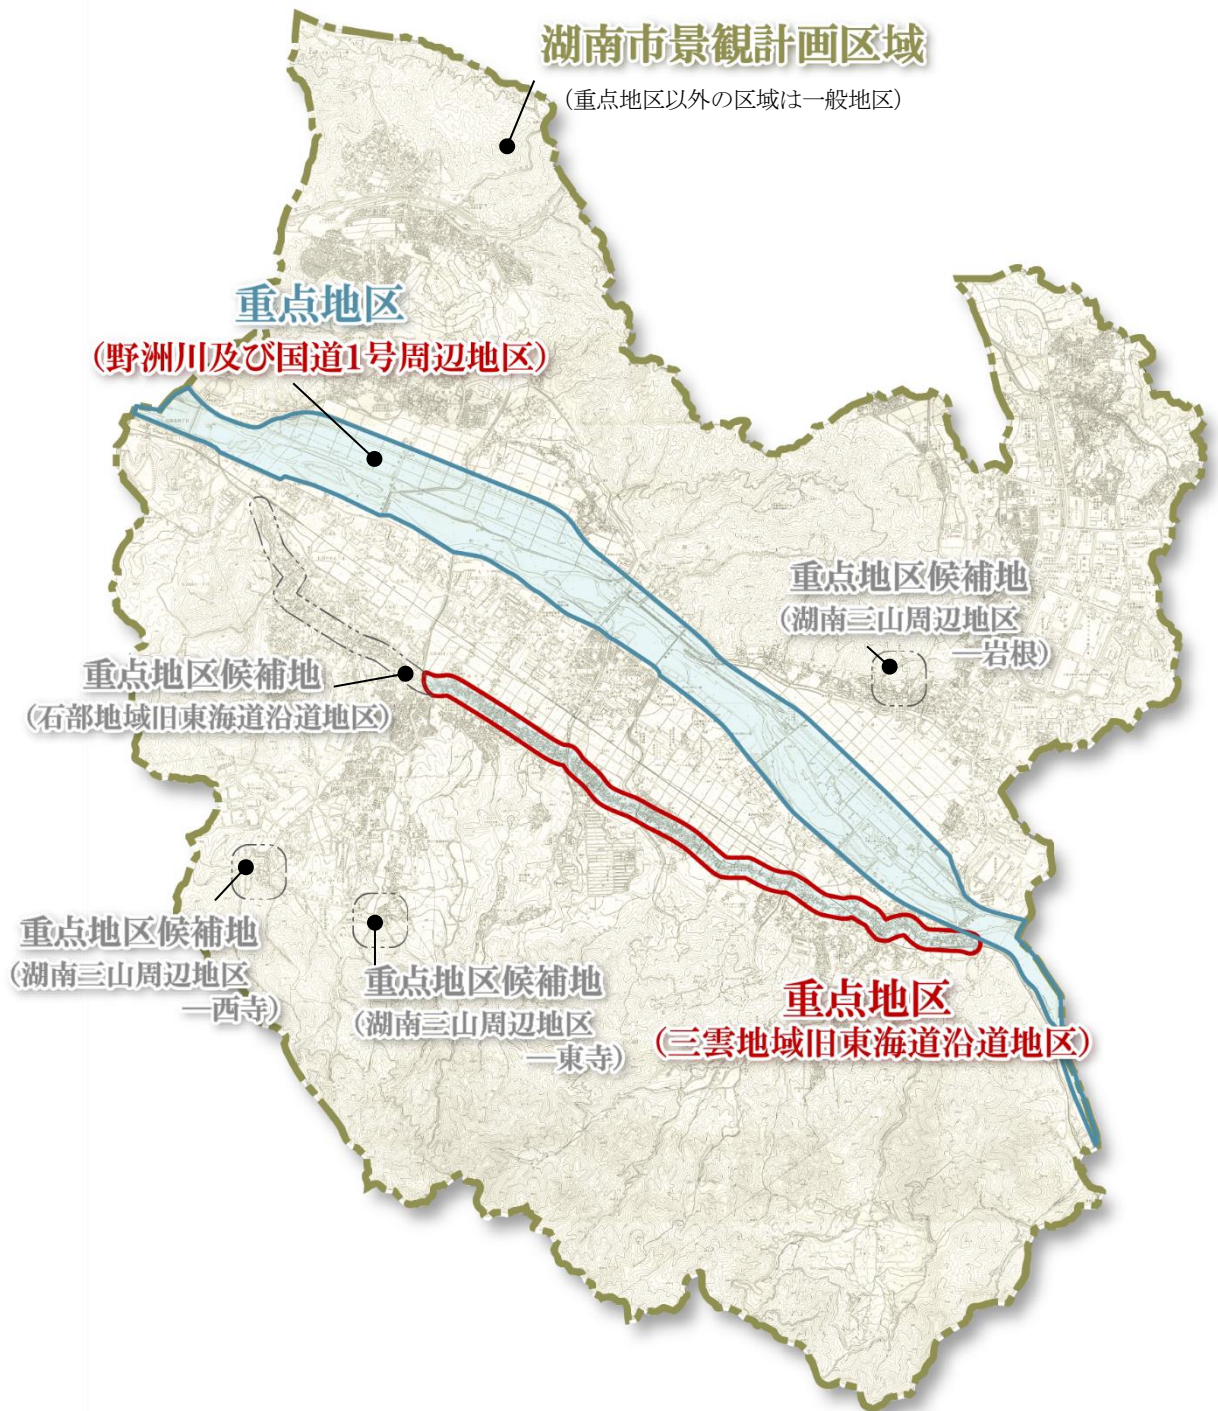 湖南市景観計画区域
（重点地区以外の区域は一般地区）
重点地区
（野洲川及び国道1号周辺地区）
重点地区候補地
（湖南三山周辺地区
―岩根）
重点地区候補地
（石部地域旧東海道沿道地区）
重点地区候補地
（湖南三山周辺地区
―西寺）
重点地区候補地
（湖南三山周辺地区
―東寺）
重点地区
（三雲地域旧東海道沿道地区）